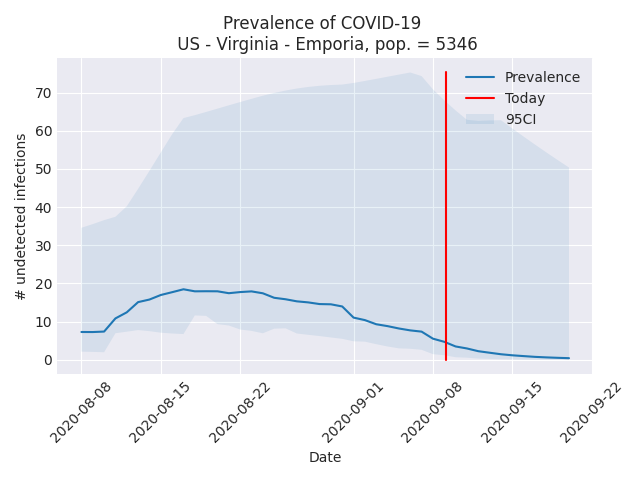 Prevalence of COVID-19
US - Virginia - Emporia, pop. = 5346
Prevalence
Today
95CI
# undetected infections
70
60
50
40
30
20
10
0
2020-08-08
2020-08-15
2020-08-22
2020-09-01
2020-09-08
2020-09-15
2020-09-22
Date